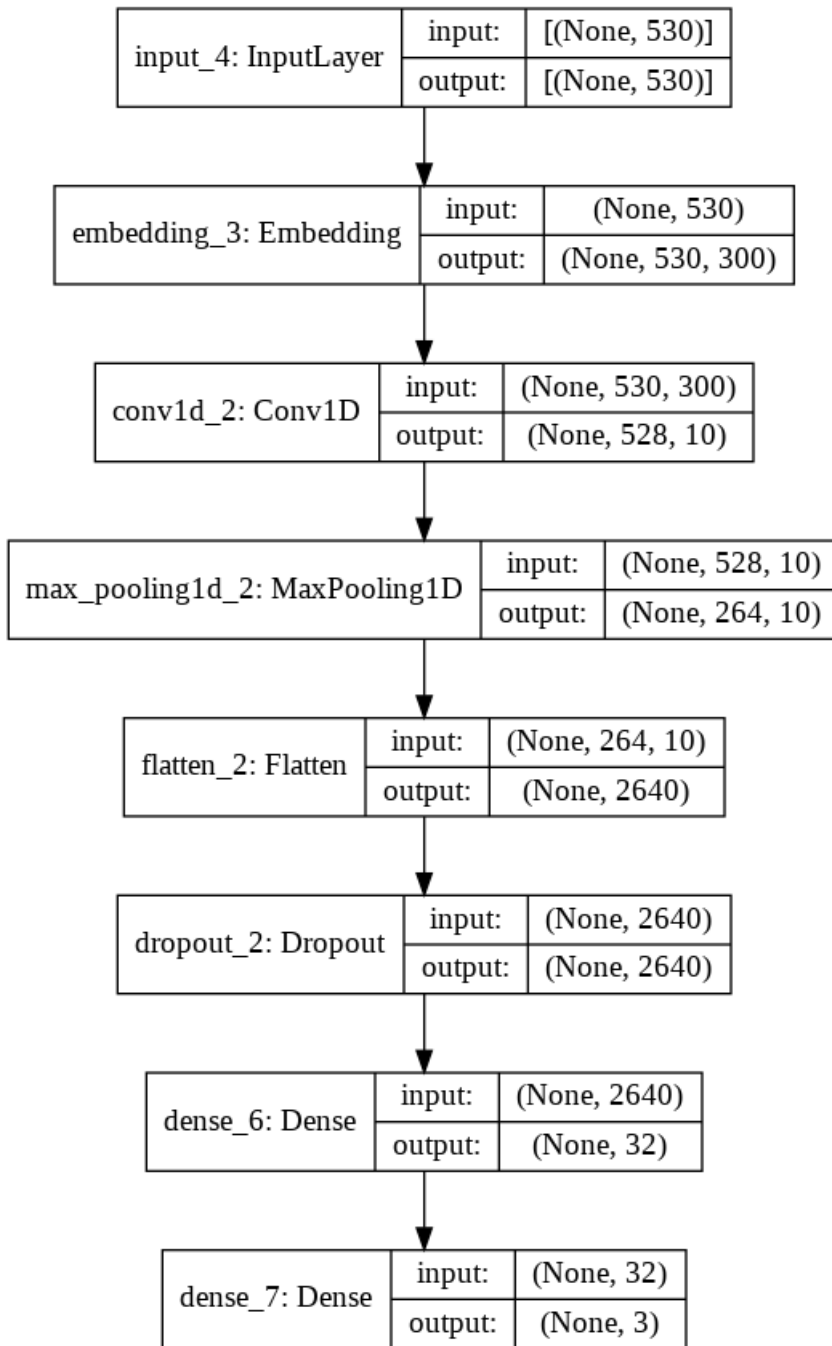 input_4: InputLayer
input: [(None, 530)]
output: [(None, 530)]
embedding_3: Embedding
input: (None, 530)
output: (None, 530, 300)
conv1d_2: Conv1D
input: (None, 530, 300)
output: (None, 528, 10)
max_pooling1d_2: MaxPooling1D
input: (None, 528, 10)
output: (None, 264, 10)
flatten_2: Flatten
input: (None, 264, 10)
output: (None, 2640)
dropout_2: Dropout
input: (None, 2640)
output: (None, 2640)
dense_6: Dense
input: (None, 2640)
output: (None, 32)
dense_7: Dense
input: (None, 32)
output: (None, 3)